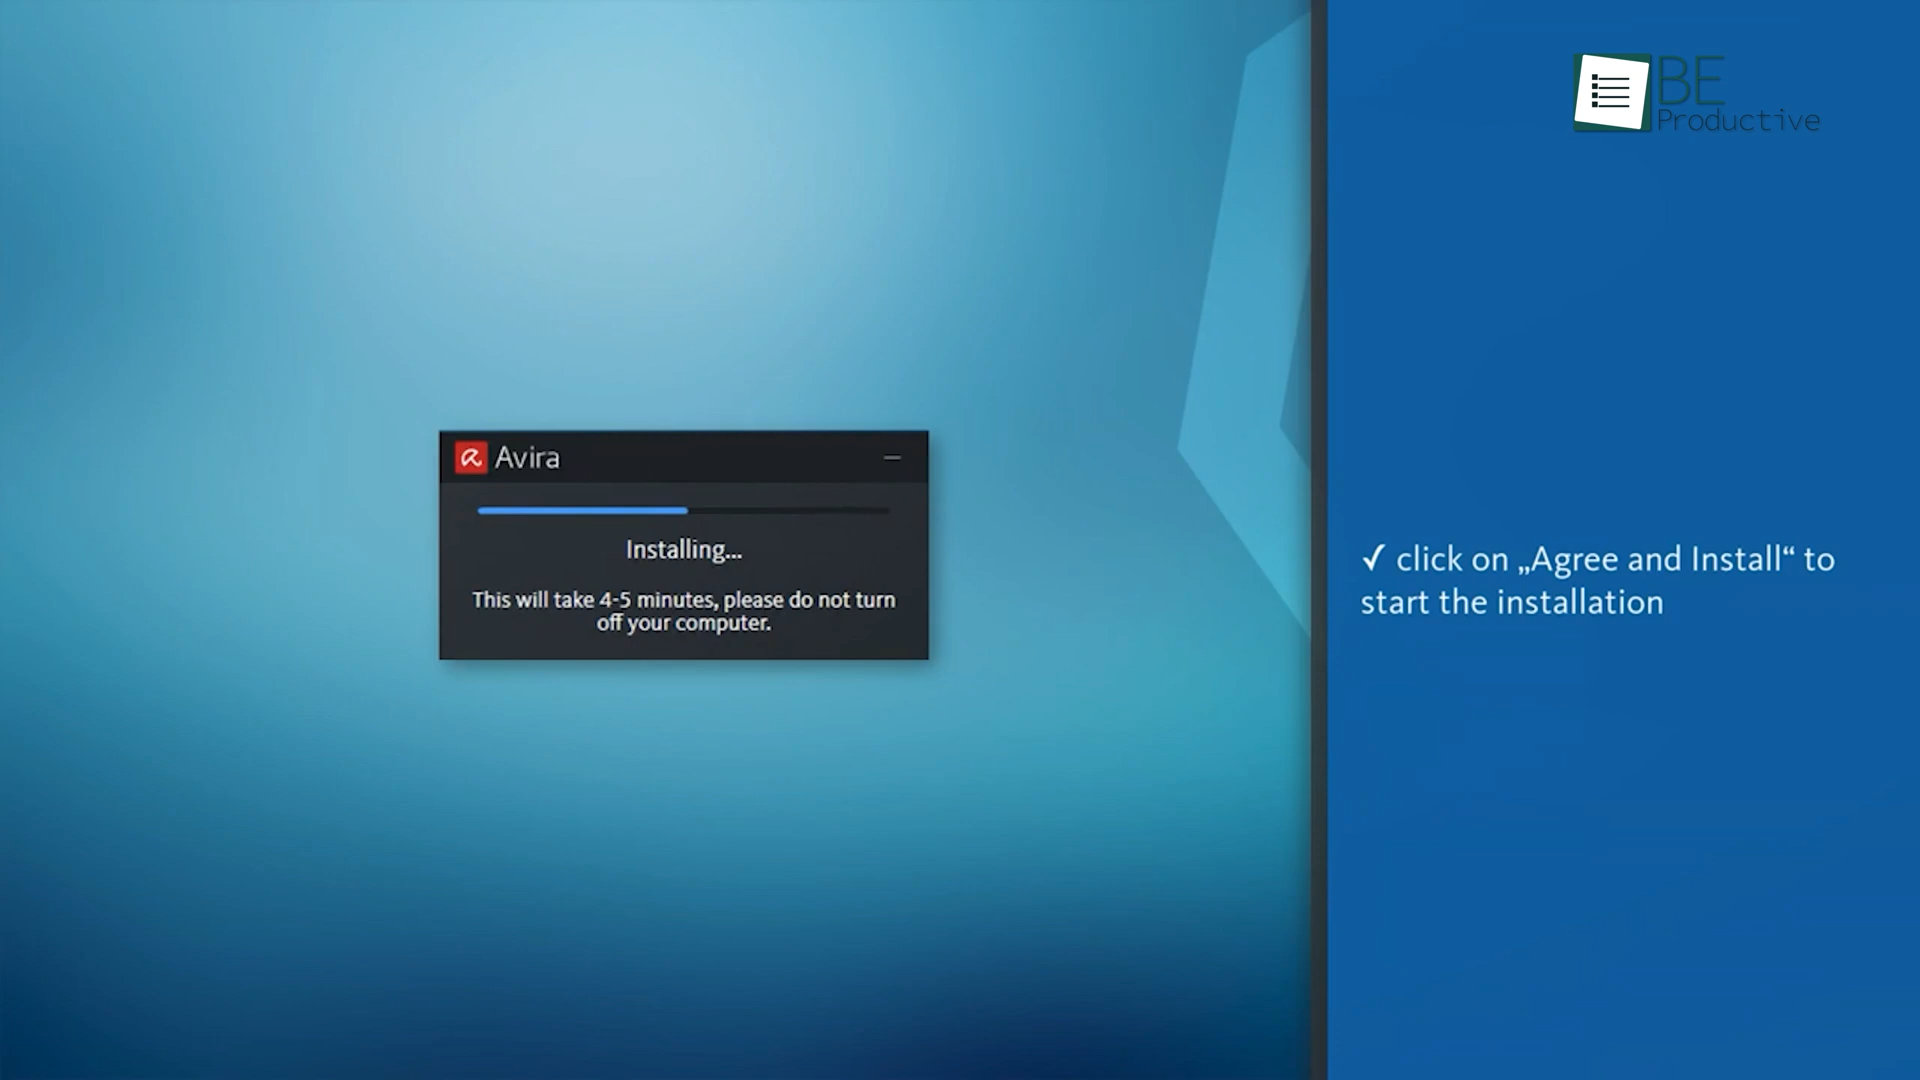 BE
Productive
Avira
Installing...
This will take 4-5 minutes, please do not turn
off your computer.
✓ click on „Agree and Install“ to
start the installation